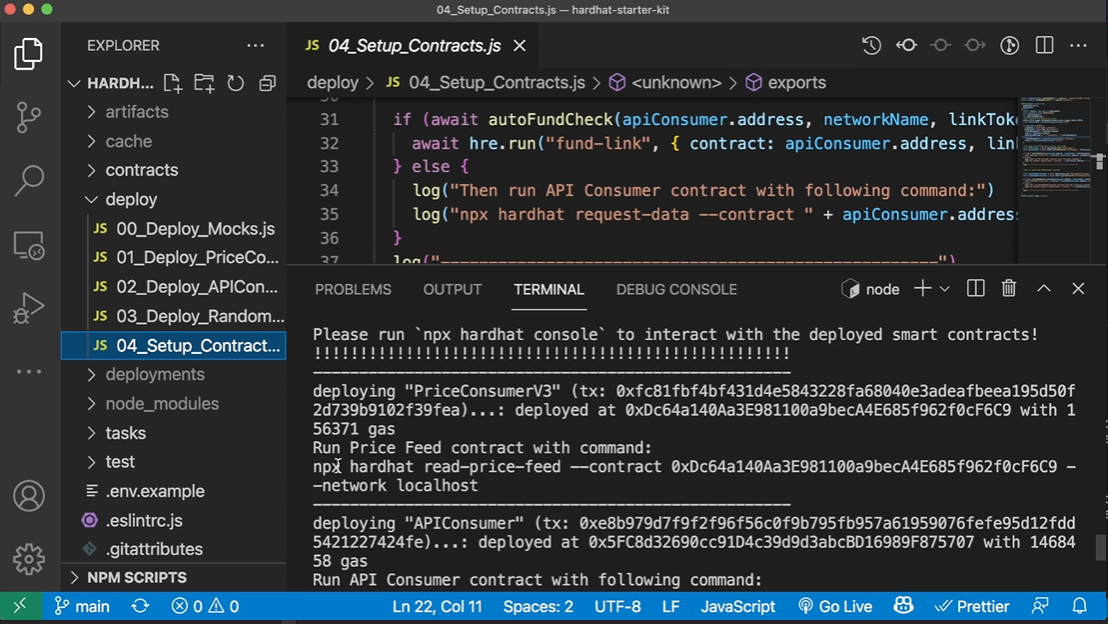 04_Setup_Contracts.js — hardhat-starter-kit
EXPLORER
HARDH...
artifacts
cache
contracts
deploy
JS 00_Deploy_Mocks.js
JS 01_Deploy_PriceCo...
JS 02_Deploy_APICon...
JS 03_Deploy_Random...
JS 04_Setup_Contract...
deployments
node_modules
tasks
test
.env.example
.eslintrc.js
.gitattributes
NPM SCRIPTS
JS 04_Setup_Contracts.js
deploy > JS 04_Setup_Contracts.js > <unknown> > exports
31 if (await autoFundCheck(apiConsumer.address, networkName, linkTok
32 await hre.run("fund-link", { contract: apiConsumer.address, lin
33 } else {
34 log("Then run API Consumer contract with following command:")
35 log("npx hardhat request-data --contract " + apiConsumer.addres
36 }
37 log("----------------------------------------------------")
PROBLEMS OUTPUT TERMINAL DEBUG CONSOLE node
Please run `npx hardhat console` to interact with the deployed smart contracts!
!!!!!!!!!!!!!!!!!!!!!!!!!!!!!!!!!!!!!!!!!!!!!!!!!!!!
----------------------------------------------------
deploying "PriceConsumerV3" (tx: 0xfc81fbf4bf431d4e5843228fa68040e3adeafbeea195d50f
2d739b9102f39fea)...: deployed at 0xDc64a140Aa3E981100a9becA4E685f962f0cF6C9 with 1
56371 gas
Run Price Feed contract with command:
npx hardhat read-price-feed --contract 0xDc64a140Aa3E981100a9becA4E685f962f0cF6C9 -
-network localhost
----------------------------------------------------
deploying "APIConsumer" (tx: 0xe8b979d7f9f2f96f56c0f9b795fb957a61959076fefe95d12fdd
5421227424fe)...: deployed at 0x5FC8d32690cc91D4c39d9d3abcBD16989F875707 with 14684
58 gas
Run API Consumer contract with following command:
main 0 0 Ln 22, Col 11 Spaces: 2 UTF-8 LF JavaScript Go Live Prettier